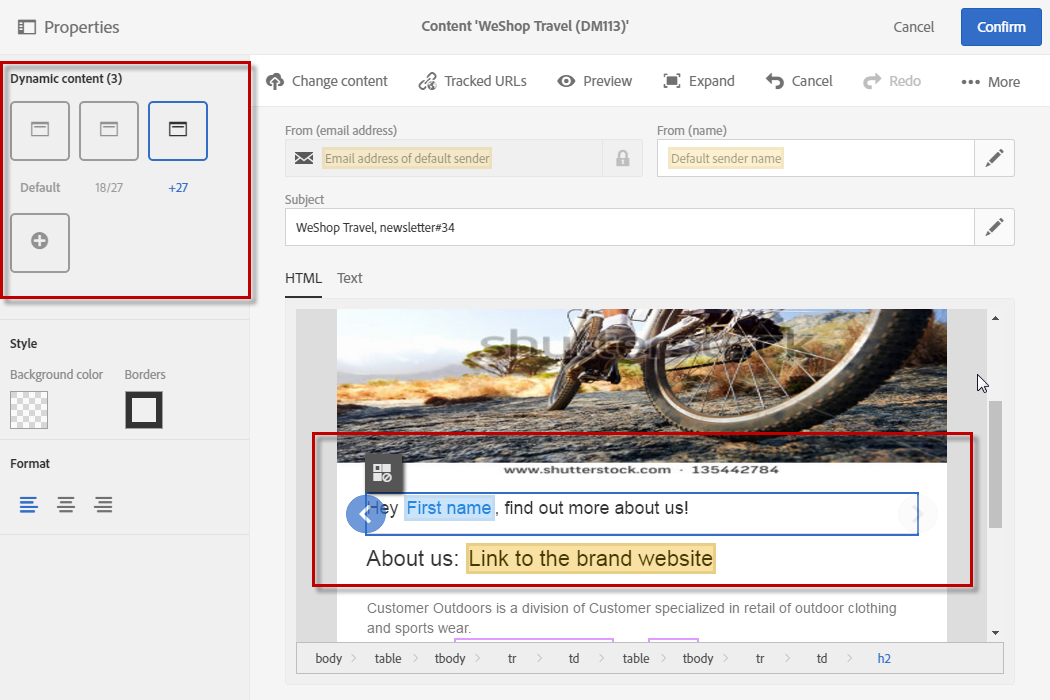 Properties
Content 'WeShop Travel (DM113)'
Cancel
Confirm
Dynamic content (3)
Default
18/27
+27
Style
Background color
Borders
Format
Change content
Tracked URLs
Preview
Expand
Cancel
Redo
More
From (email address)
Email address of default sender
From (name)
Default sender name
Subject
WeShop Travel, newsletter#34
HTML
Text
shutterstock
www.shutterstock.com · 135442784
Hey First name, find out more about us!
About us: Link to the brand website
Customer Outdoors is a division of Customer specialized in retail of outdoor clothing
and sports wear.
body
table
tbody
tr
td
table
tbody
tr
td
h2